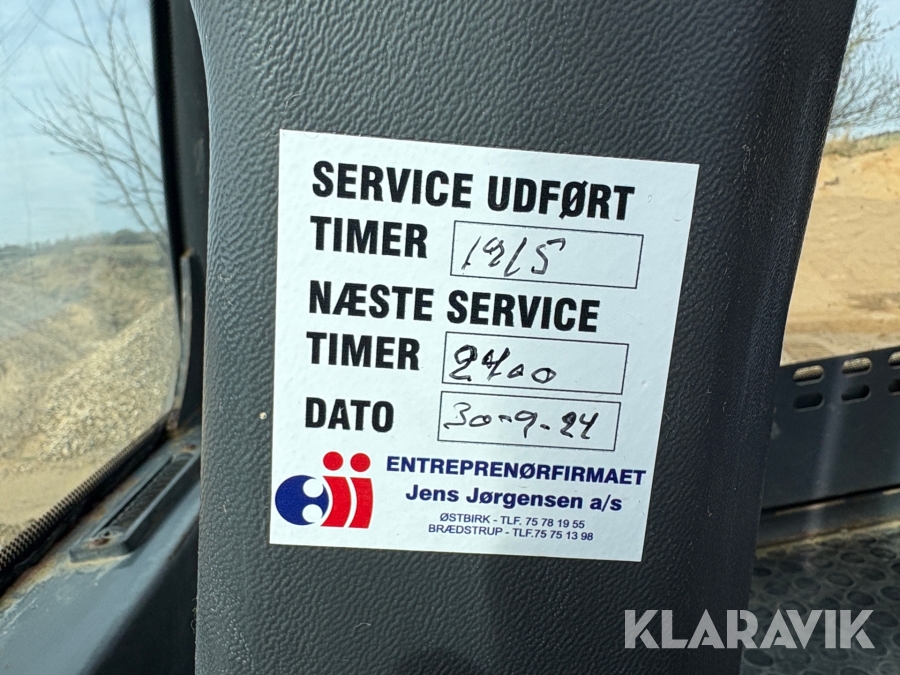 SERVICE UDFØRT
TIMER 1915
NÆSTE SERVICE
TIMER 2400
DATO 30-9-24
ENTREPRENØRFIRMAET
Jens Jørgensen a/s
ØSTBIRK - TLF. 75 78 19 55
BRÆDSTRUP - TLF.75 75 13 98
KLARAVIK